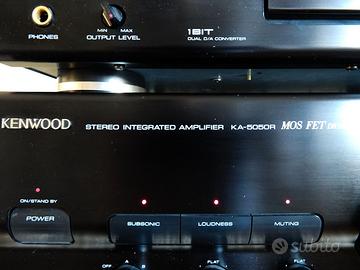 PHONES
MIN MAX
OUTPUT LEVEL
1BIT
DUAL D/A CONVERTER
KENWOOD
STEREO INTEGRATED AMPLIFIER KA-5050R MOS FET
ON/STAND BY
POWER
SUBSONIC
LOUDNESS
MUTING
OFF A B
FLAT
FLAT
subito